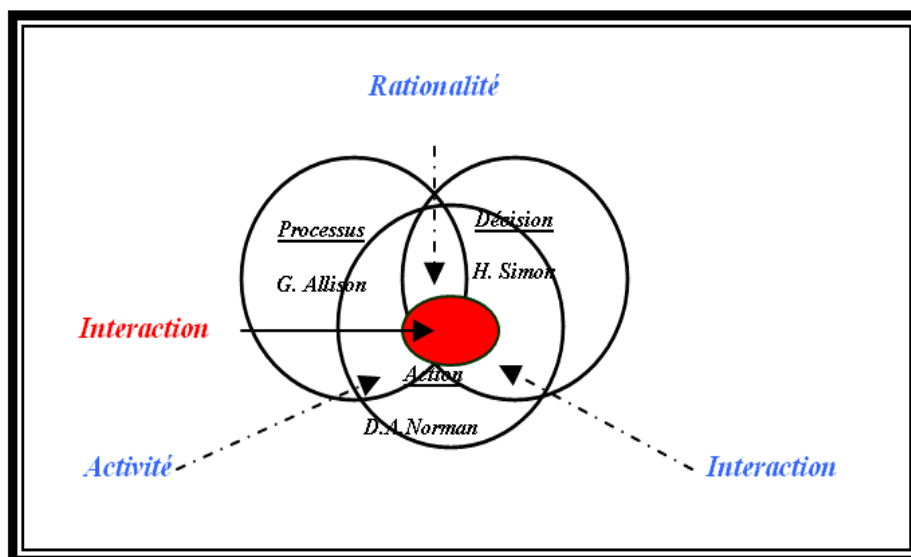 Rationalité
Processus
Décision
G. Allison
H. Simon
Interaction
Action
D.A.Norman
Activité
Interaction